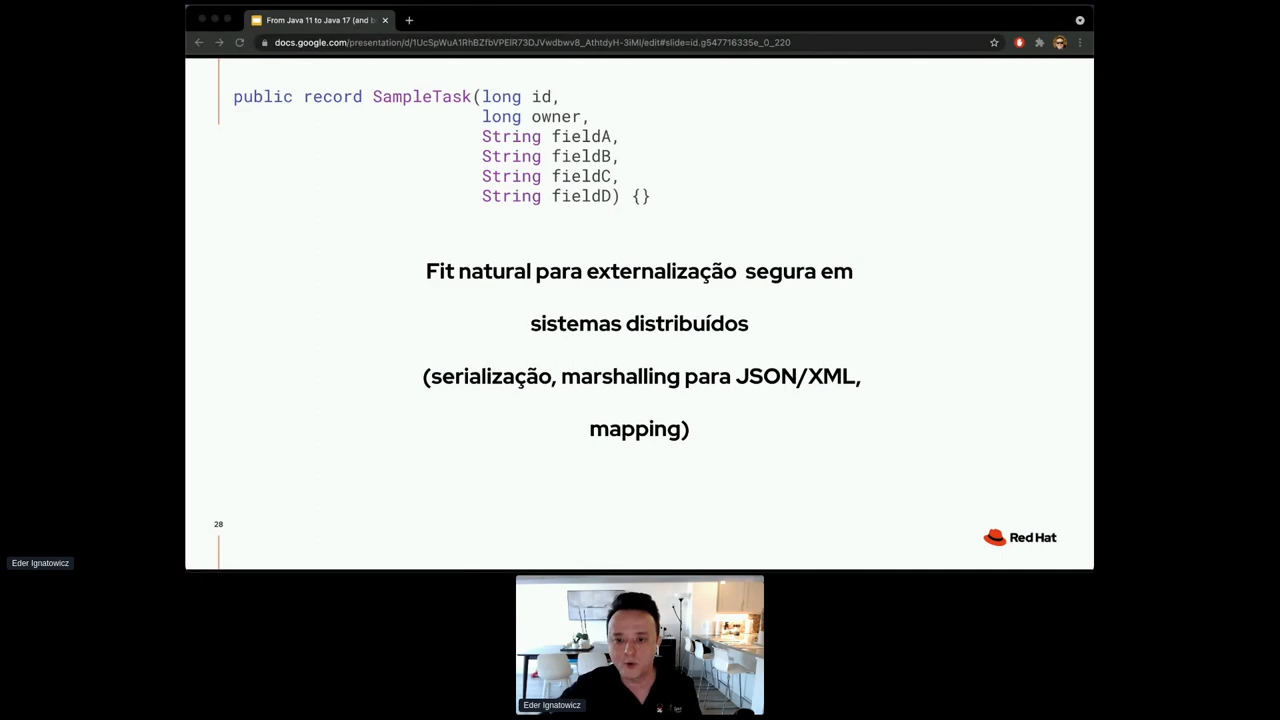 From Java 11 to Java 17 (and b
docs.google.com/presentation/d/1UcSpWuA1RhBZfbVPElR73DJVwdbwv8_AthtdyH-3iMI/edit#slide=id.g547716335e_0_220
public record SampleTask(long id,
long owner,
String fieldA,
String fieldB,
String fieldC,
String fieldD) {}
Fit natural para externalização segura em
sistemas distribuídos
(serialização, marshalling para JSON/XML,
mapping)
28
Red Hat
Eder Ignatowicz
Eder Ignatowicz